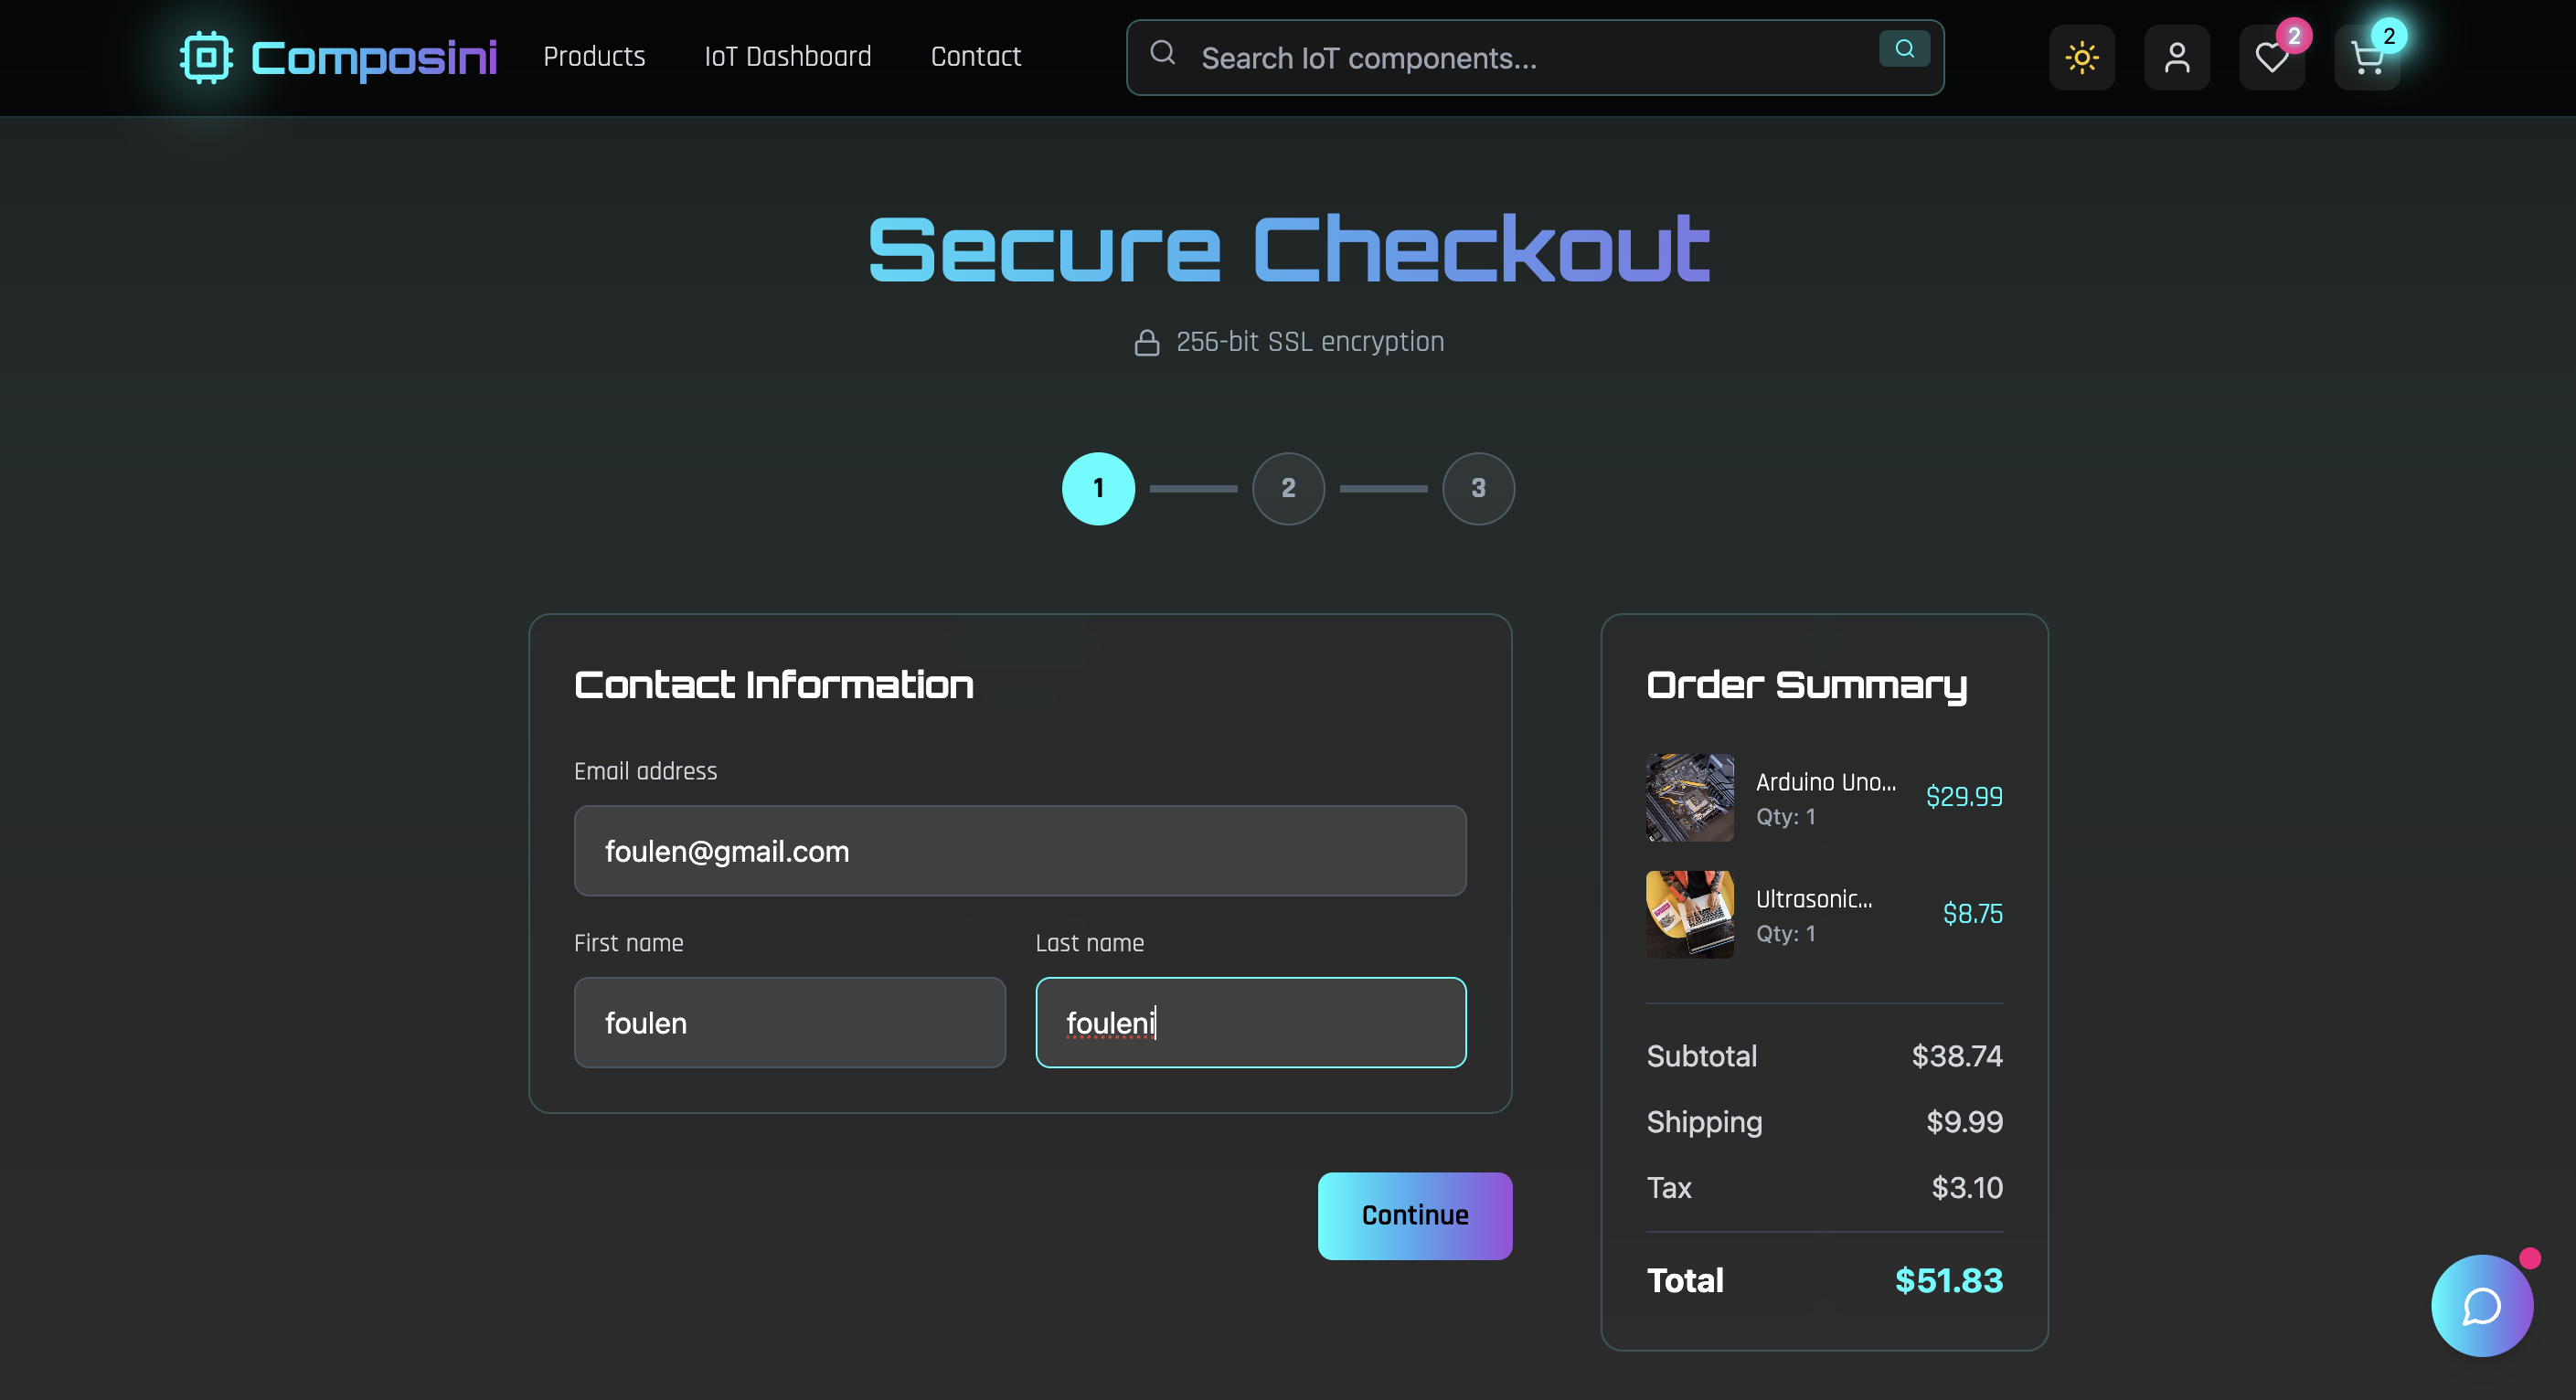 Composini
Products
IoT Dashboard
Contact
Search IoT components...
2
2
Secure Checkout
256-bit SSL encryption
1
2
3
Contact Information
Email address
foulen@gmail.com
First name
Last name
foulen
fouleni
Continue
Order Summary
Arduino Uno...
Qty: 1
$29.99
Ultrasonic...
Qty: 1
$8.75
Subtotal $38.74
Shipping $9.99
Tax $3.10
Total $51.83